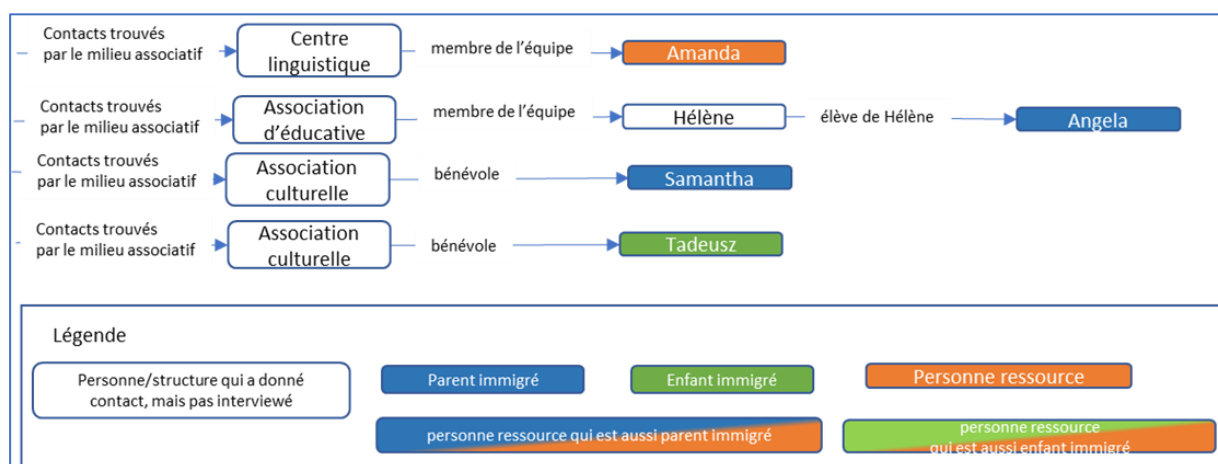 Contacts trouvés
par le milieu associatif
Centre
linguistique
membre de l'équipe
Amanda
Contacts trouvés
par le milieu associatif
Association
d'éducative
membre de l'équipe
Hélène
élève de Hélène
Angela
Contacts trouvés
par le milieu associatif
Association
culturelle
bénévole
Samantha
Contacts trouvés
par le milieu associatif
Association
culturelle
bénévole
Tadeusz
Légende
Personne/structure qui a donné
contact, mais pas interviewé
Parent immigré
Enfant immigré
Personne ressource
personne ressource qui est aussi parent immigré
personne ressource
qui est aussi enfant immigré